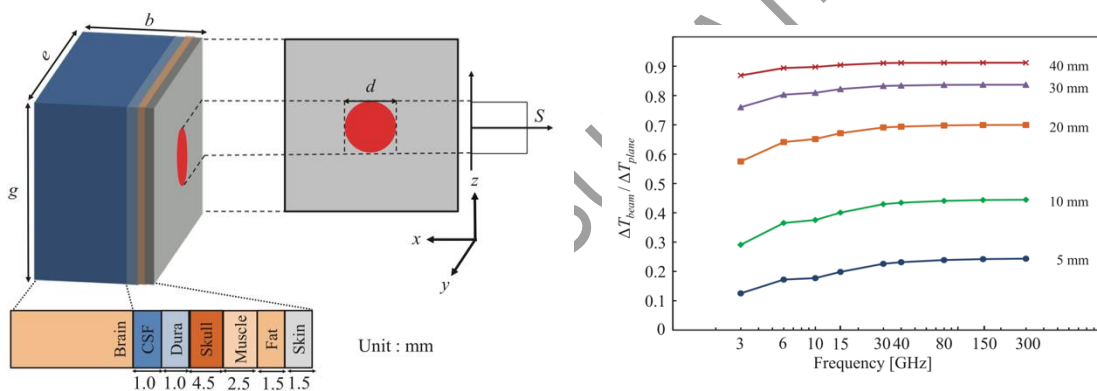 b
e
g
d
S
z
x
y
Brain
CSF
Dura
Skull
Muscle
Fat
Skin
1.0 1.0 4.5 2.5 1.5 1.5
Unit : mm
ΔT_beam / ΔT_plane
0.9
0.8
0.7
0.6
0.5
0.4
0.3
0.2
0.1
0
40 mm
30 mm
20 mm
10 mm
5 mm
3 6 10 15 30 40 80 150 300
Frequency [GHz]